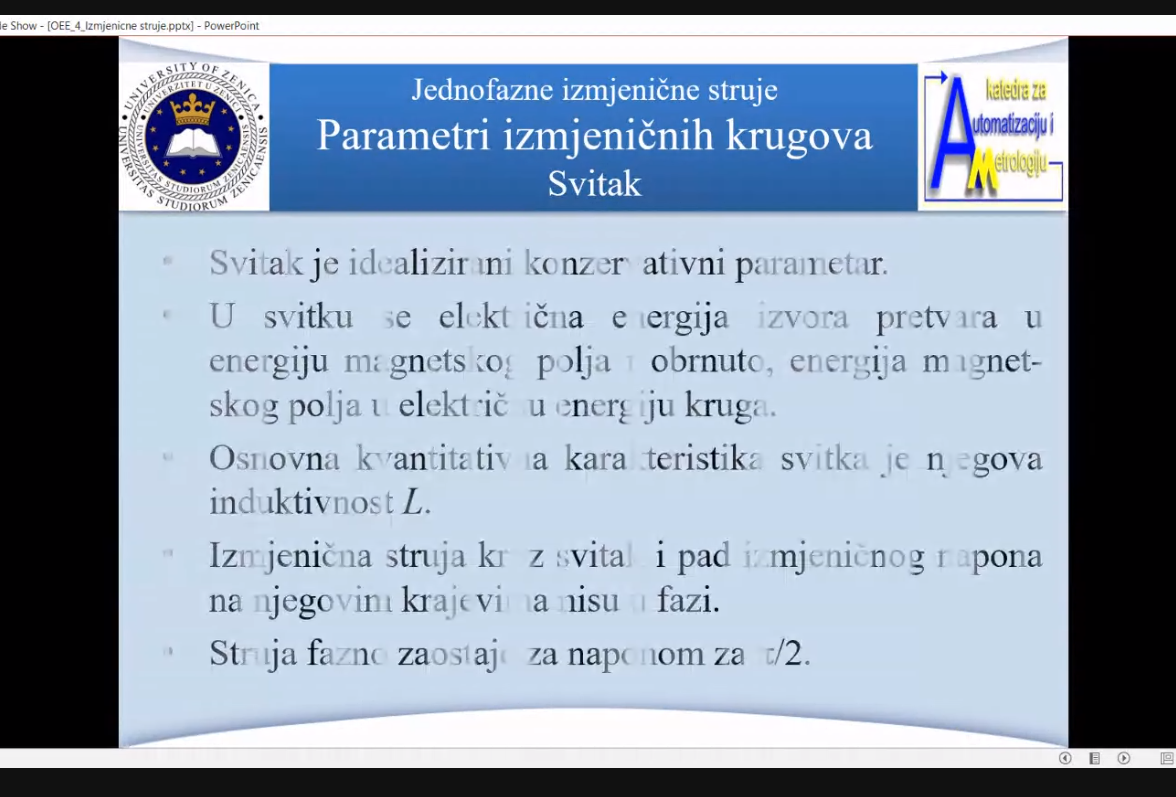 le Show - [OEE_4_Izmjenicne struje.pptx] - PowerPoint
UNIVERSITY OF ZENICA
UNIVERZITET U ZENICI
UNIVERSITAS STUDIORUM ZENICAENSIS
Jednofazne izmjenične struje
Parametri izmjeničnih krugova
Svitak
katedra za
Automatizaciju i
Metrologiju
• Svitak je idealizirani konzervativni parametar.
• U svitku se električna energija izvora pretvara u
energiju magnetskog polja i obrnuto, energija magnet-
skog polja u električnu energiju kruga.
• Osnovna kvantitativna karakteristika svitka je njegova
induktivnost L.
• Izmjenična struja kroz svitak i pad izmjeničnog napona
na njegovim krajevima nisu u fazi.
• Struja fazno zaostaje za naponom za π/2.